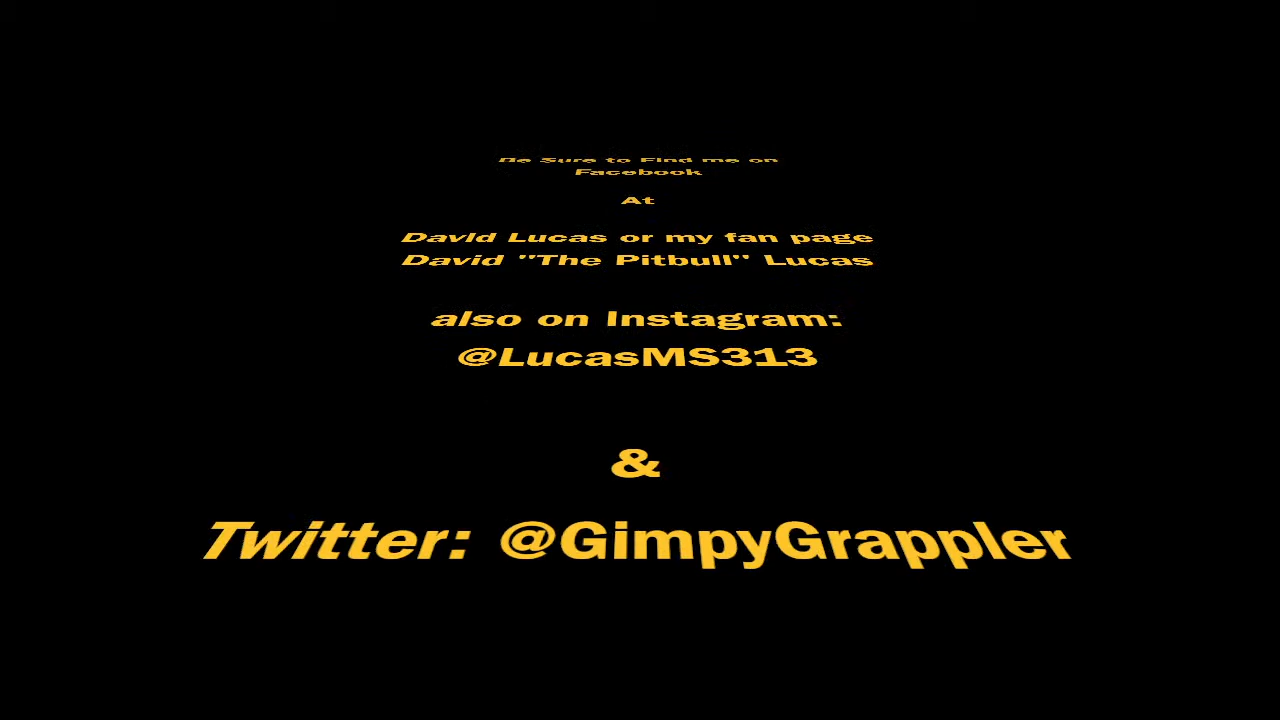 Be Sure to Find me on
Facebook
At
David Lucas or my fan page
David "The Pitbull" Lucas
also on Instagram:
@LucasMS313
&
Twitter: @GimpyGrappler